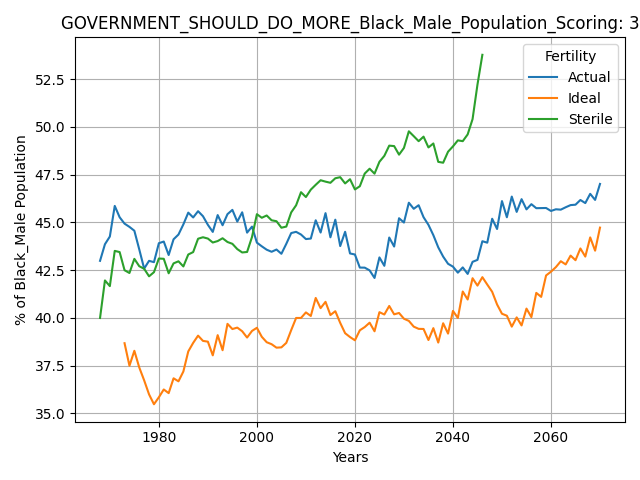 GOVERNMENT_SHOULD_DO_MORE_Black_Male_Population_Scoring: 3
% of Black_Male Population
52.5
50.0
47.5
45.0
42.5
40.0
37.5
35.0
Fertility
Actual
Ideal
Sterile
1980
2000
2020
2040
2060
Years